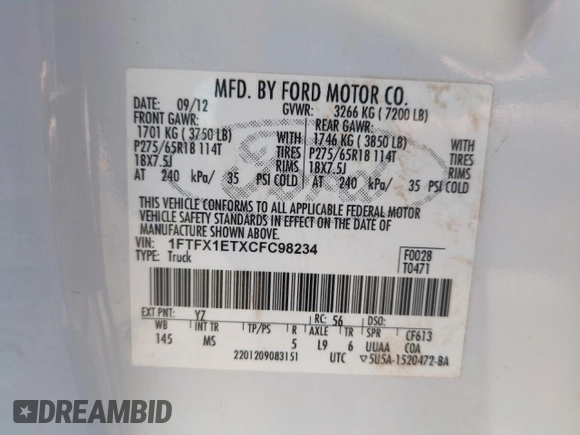 MFD. BY FORD MOTOR CO.
DATE: 09/12 GVWR: 3266 KG ( 7200 LB)
FRONT GAWR: REAR GAWR:
1701 KG ( 3750 LB) WITH 1746 KG ( 3850 LB) WITH
P275/65R18 114T TIRES P275/65R18 114T TIRES
18X7.5J RIMS 18X7.5J RIMS
AT 240 kPa/ 35 PSI COLD AT 240 kPa/ 35 PSI COLD
Ford
THIS VEHICLE CONFORMS TO ALL APPLICABLE FEDERAL MOTOR
VEHICLE SAFETY STANDARDS IN EFFECT ON THE DATE OF
MANUFACTURE SHOWN ABOVE.
VIN: 1FTFX1ETXCFC98234
TYPE: Truck
F0028
T0471
EXT PNT: YZ RC: 56 DSO:
WB INT TR TP/PS R AXLE TR SPR CF613
145 MS 5 L9 6 UUAA COA
2201209083151 UTC 5U5A-1520472-BA
DREAMBID